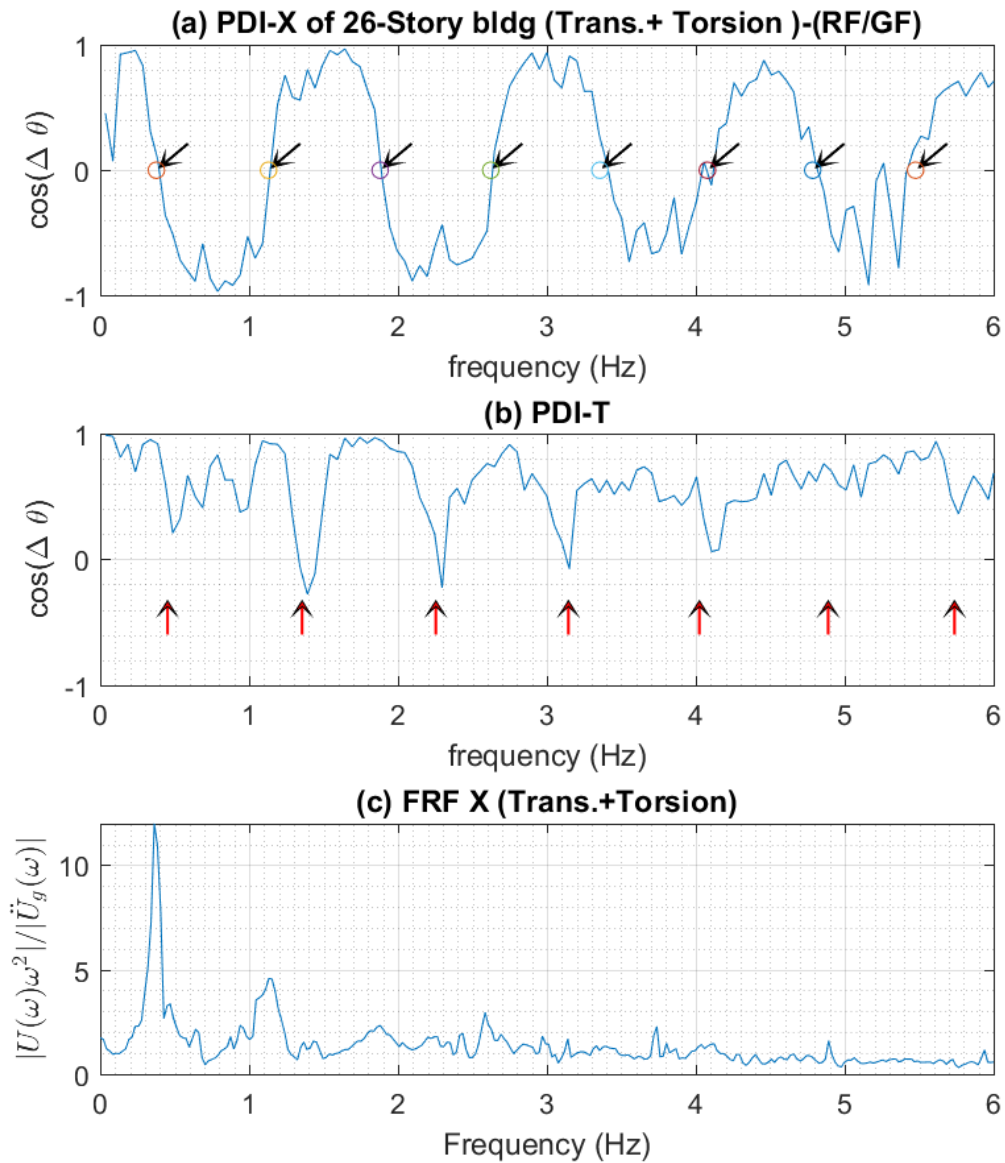 (a) PDI-X of 26-Story bldg (Trans.+ Torsion )-(RF/GF)
1
0
-1
cos(Δ θ)
0 1 2 3 4 5 6
frequency (Hz)
(b) PDI-T
1
0
-1
cos(Δ θ)
0 1 2 3 4 5 6
frequency (Hz)
(c) FRF X (Trans.+Torsion)
10
5
0
|U(ω)ω²|/|Ü_g(ω)|
0 1 2 3 4 5 6
Frequency (Hz)